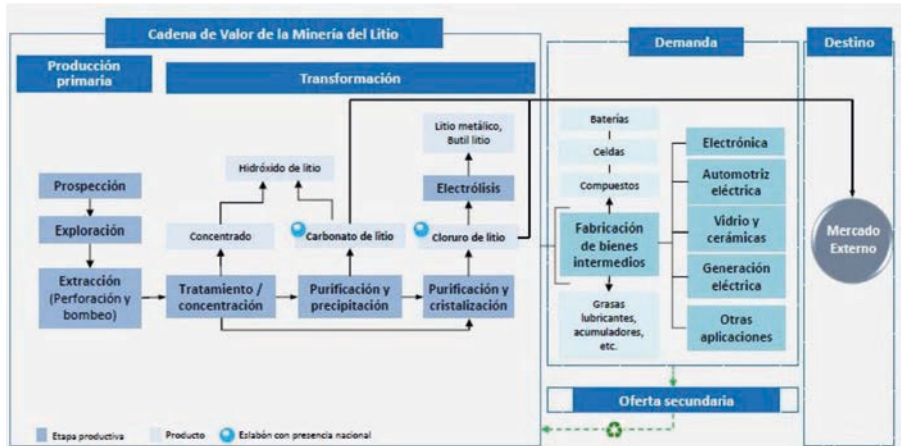 Cadena de Valor de la Minería del Litio
Demanda
Destino
Producción
primaria
Transformación
Prospección
Exploración
Extracción
(Perforación y
bombeo)
Hidróxido de litio
Concentrado
Tratamiento /
concentración
Carbonato de litio
Purificación y
precipitación
Litio metálico,
Butil litio
Electrólisis
Cloruro de litio
Purificación y
cristalización
Baterías
Celdas
Compuestos
Fabricación
de bienes
intermedios
Grasas
lubricantes,
acumuladores,
etc.
Electrónica
Automotriz
eléctrica
Vidrio y
cerámicas
Generación
eléctrica
Otras
aplicaciones
Mercado
Externo
Oferta secundaria
Etapa productiva
Producto
Eslabón con presencia nacional